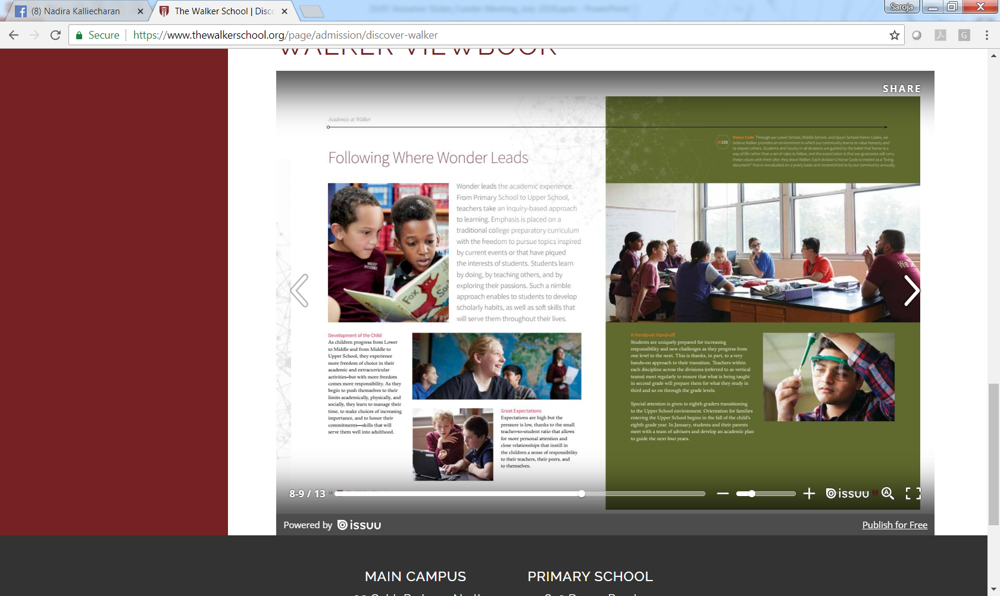 (8) Nadira Kalliecharan
The Walker School | Disc
Saroja
Secure
https://www.thewalkerschool.org/page/admission/discover-walker
WALKER VIEWBOOK
SHARE
Academics at Walker
Following Where Wonder Leads
Wonder leads the academic experience.
From Primary School to Upper School,
teachers take an inquiry-based approach
to learning. Emphasis is placed on a
traditional college preparatory curriculum
with the freedom to pursue topics inspired
by current events or that have piqued
the interests of students. Students learn
by doing, by teaching others, and by
exploring their passions. Such a nimble
approach enables to students to develop
scholarly habits, as well as soft skills that
will serve them throughout their lives.
WALKER
WOLVERINES
Fox
Development of the Child
As children progress from Lower
to Middle and from Middle to
Upper School, they experience
more freedom of choice in their
academic and extracurricular
activities—but with more freedom
comes more responsibility. As they
begin to push themselves to their
limits academically, physically, and
socially, they learn to manage their
time, to make choices of increasing
importance, and to honor their
commitments—skills that will
serve them well into adulthood.
Great Expectations
Expectations are high but the
pressure is low, thanks to the small
teacher-to-student ratio that allows
for more personal attention and
close relationships that instill in
the children a sense of responsibility
to their teachers, their peers, and
to themselves.
W108
Honor Code Through our Lower School, Middle School, and Upper School Honor Codes, we
believe Walker provides an environment in which our community learns to value honesty and
to respect others. Students and faculty in all divisions are guided by the belief that honor is a
way of life rather than a set of rules to follow, and the expectation is that our graduates will carry
these values with them after they leave Walker. Each division's Honor Code is treated as a "living
document" that is reevaluated on a yearly basis and recommitted to by our community annually.
We
A Hands-on Hand-off
Students are uniquely prepared for increasing
responsibility and new challenges as they progress from
one level to the next. This is thanks, in part, to a very
hands-on approach to their transition. Teachers within
each discipline across the divisions (referred to as vertical
teams) meet regularly to ensure that what is being taught
in second grade will prepare them for what they study in
third and so on through the grade levels.
Special attention is given to eighth graders transitioning
to the Upper School environment. Orientation for families
entering the Upper School begins in the fall of the child's
eighth grade year. In January, students and their parents
meet with a team of advisors and develop an academic plan
to guide the next four years.
8-9 / 13
14
issuu
Powered by issuu
Publish for Free
MAIN CAMPUS
PRIMARY SCHOOL